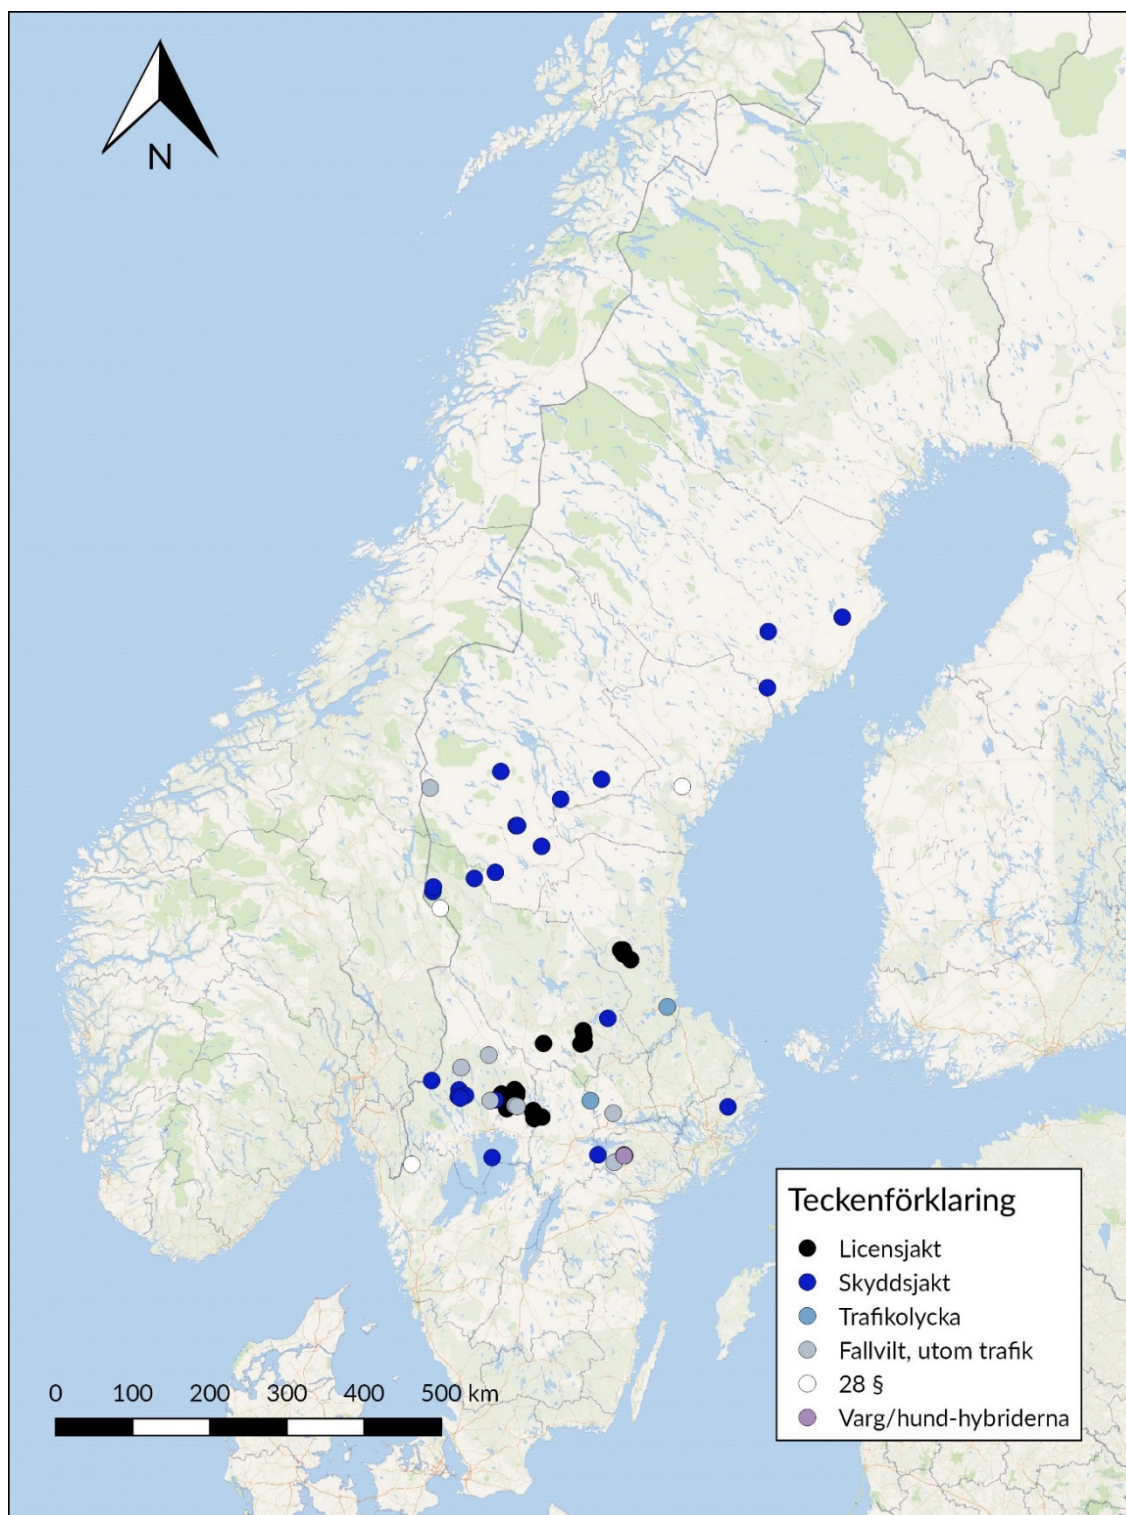 N
Teckenförklaring
Licensjakt
Skyddsjakt
Trafikolycka
Fallvilt, utom trafik
28 §
Varg/hund-hybriderna
0 100 200 300 400 500 km